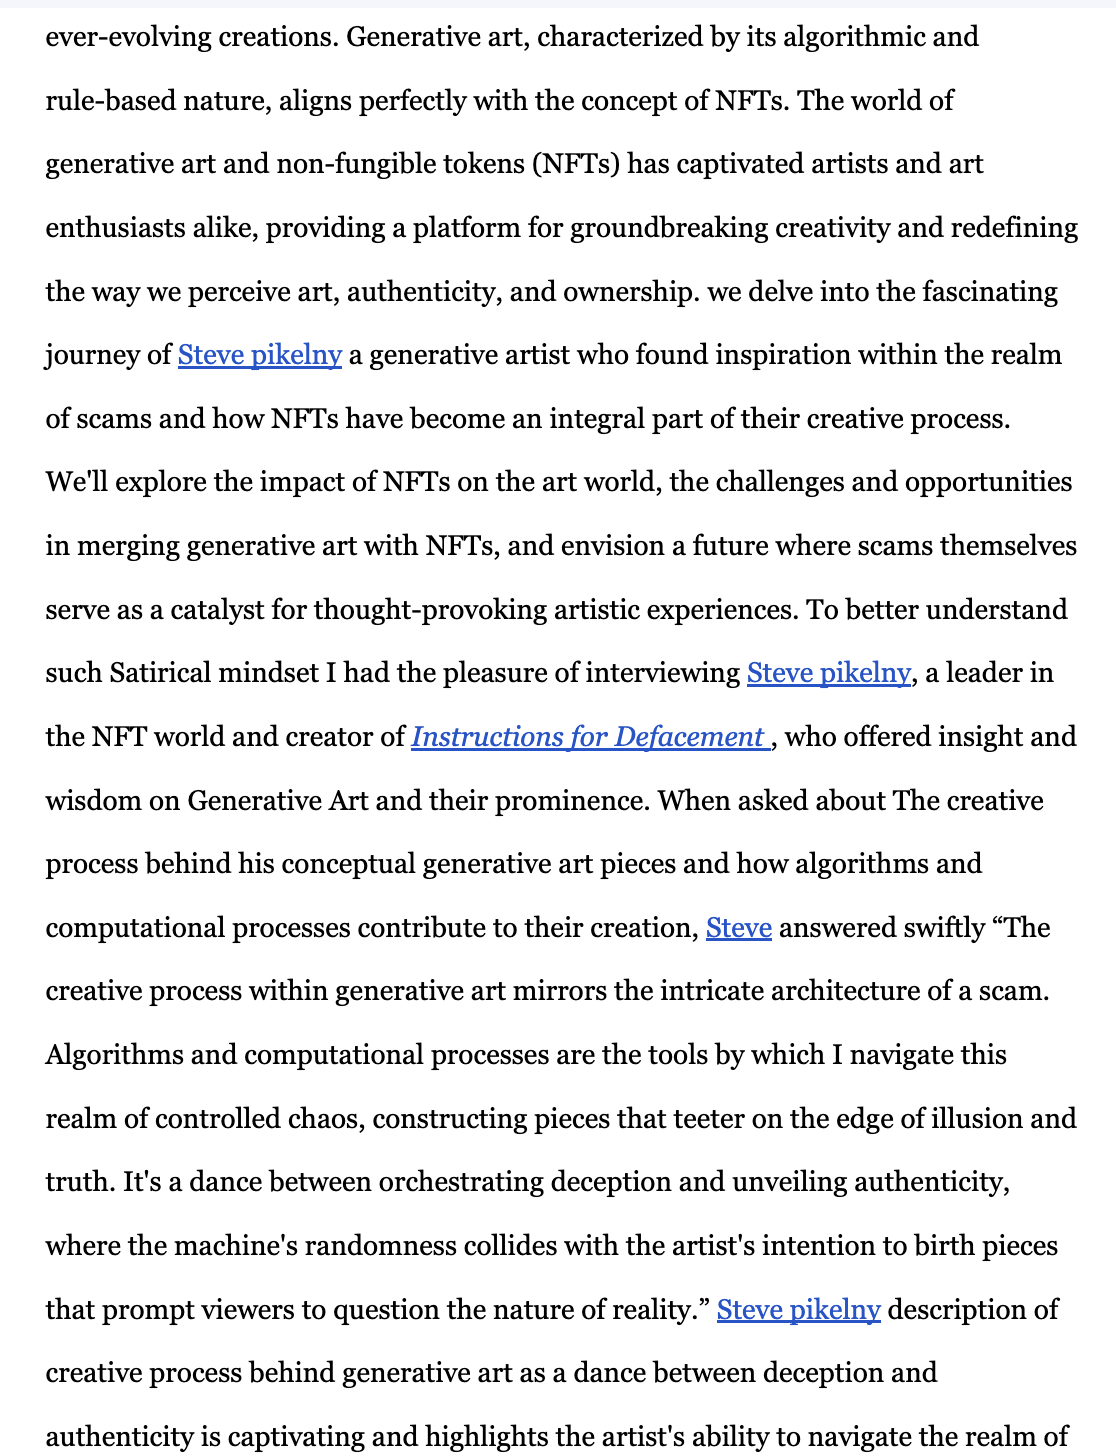 ever-evolving creations. Generative art, characterized by its algorithmic and
rule-based nature, aligns perfectly with the concept of NFTs. The world of
generative art and non-fungible tokens (NFTs) has captivated artists and art
enthusiasts alike, providing a platform for groundbreaking creativity and redefining
the way we perceive art, authenticity, and ownership. we delve into the fascinating
journey of Steve pikelny a generative artist who found inspiration within the realm
of scams and how NFTs have become an integral part of their creative process.
We'll explore the impact of NFTs on the art world, the challenges and opportunities
in merging generative art with NFTs, and envision a future where scams themselves
serve as a catalyst for thought-provoking artistic experiences. To better understand
such Satirical mindset I had the pleasure of interviewing Steve pikelny, a leader in
the NFT world and creator of Instructions for Defacement , who offered insight and
wisdom on Generative Art and their prominence. When asked about The creative
process behind his conceptual generative art pieces and how algorithms and
computational processes contribute to their creation, Steve answered swiftly “The
creative process within generative art mirrors the intricate architecture of a scam.
Algorithms and computational processes are the tools by which I navigate this
realm of controlled chaos, constructing pieces that teeter on the edge of illusion and
truth. It's a dance between orchestrating deception and unveiling authenticity,
where the machine's randomness collides with the artist's intention to birth pieces
that prompt viewers to question the nature of reality.” Steve pikelny description of
creative process behind generative art as a dance between deception and
authenticity is captivating and highlights the artist's ability to navigate the realm of